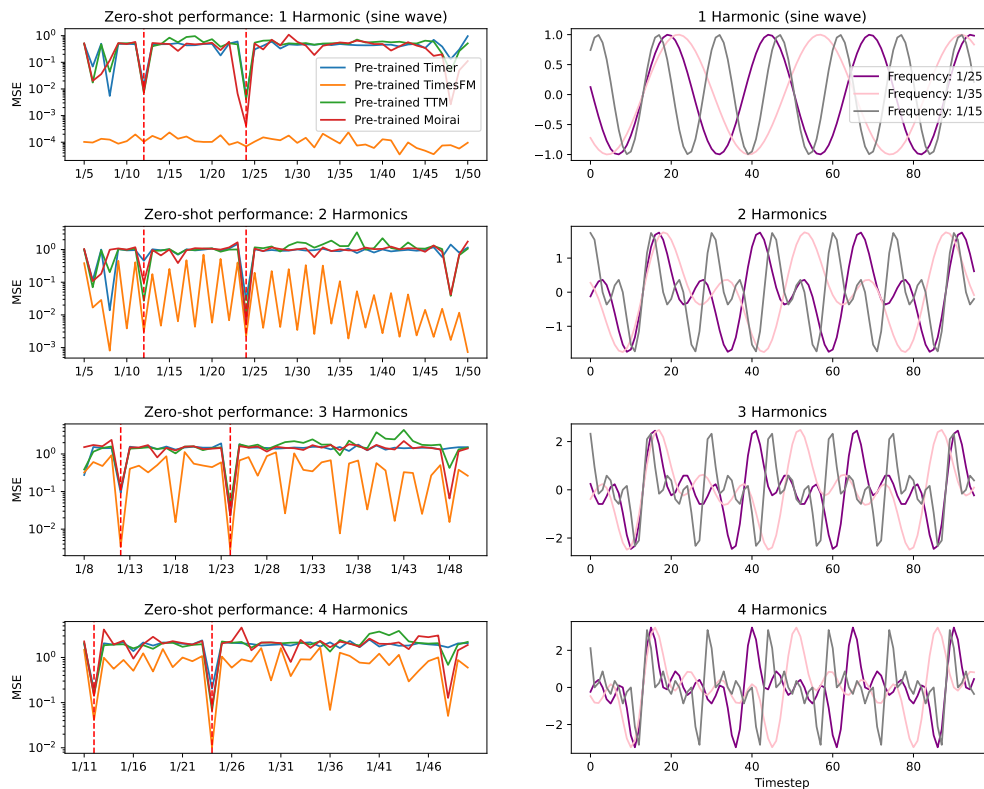 Zero-shot performance: 1 Harmonic (sine wave)
MSE
10⁰
10⁻¹
10⁻²
10⁻³
10⁻⁴
Pre-trained Timer
Pre-trained TimesFM
Pre-trained TTM
Pre-trained Moirai
1/5 1/10 1/15 1/20 1/25 1/30 1/35 1/40 1/45 1/50
1 Harmonic (sine wave)
1.0
0.5
0.0
−0.5
−1.0
Frequency: 1/25
Frequency: 1/35
Frequency: 1/15
0 20 40 60 80
Zero-shot performance: 2 Harmonics
MSE
10⁰
10⁻¹
10⁻²
10⁻³
1/5 1/10 1/15 1/20 1/25 1/30 1/35 1/40 1/45 1/50
2 Harmonics
1
0
−1
0 20 40 60 80
Zero-shot performance: 3 Harmonics
MSE
10⁰
10⁻¹
10⁻²
1/8 1/13 1/18 1/23 1/28 1/33 1/38 1/43 1/48
3 Harmonics
2
0
−2
0 20 40 60 80
Zero-shot performance: 4 Harmonics
MSE
10⁰
10⁻¹
10⁻²
1/11 1/16 1/21 1/26 1/31 1/36 1/41 1/46
4 Harmonics
2
0
−2
0 20 40 60 80
Timestep